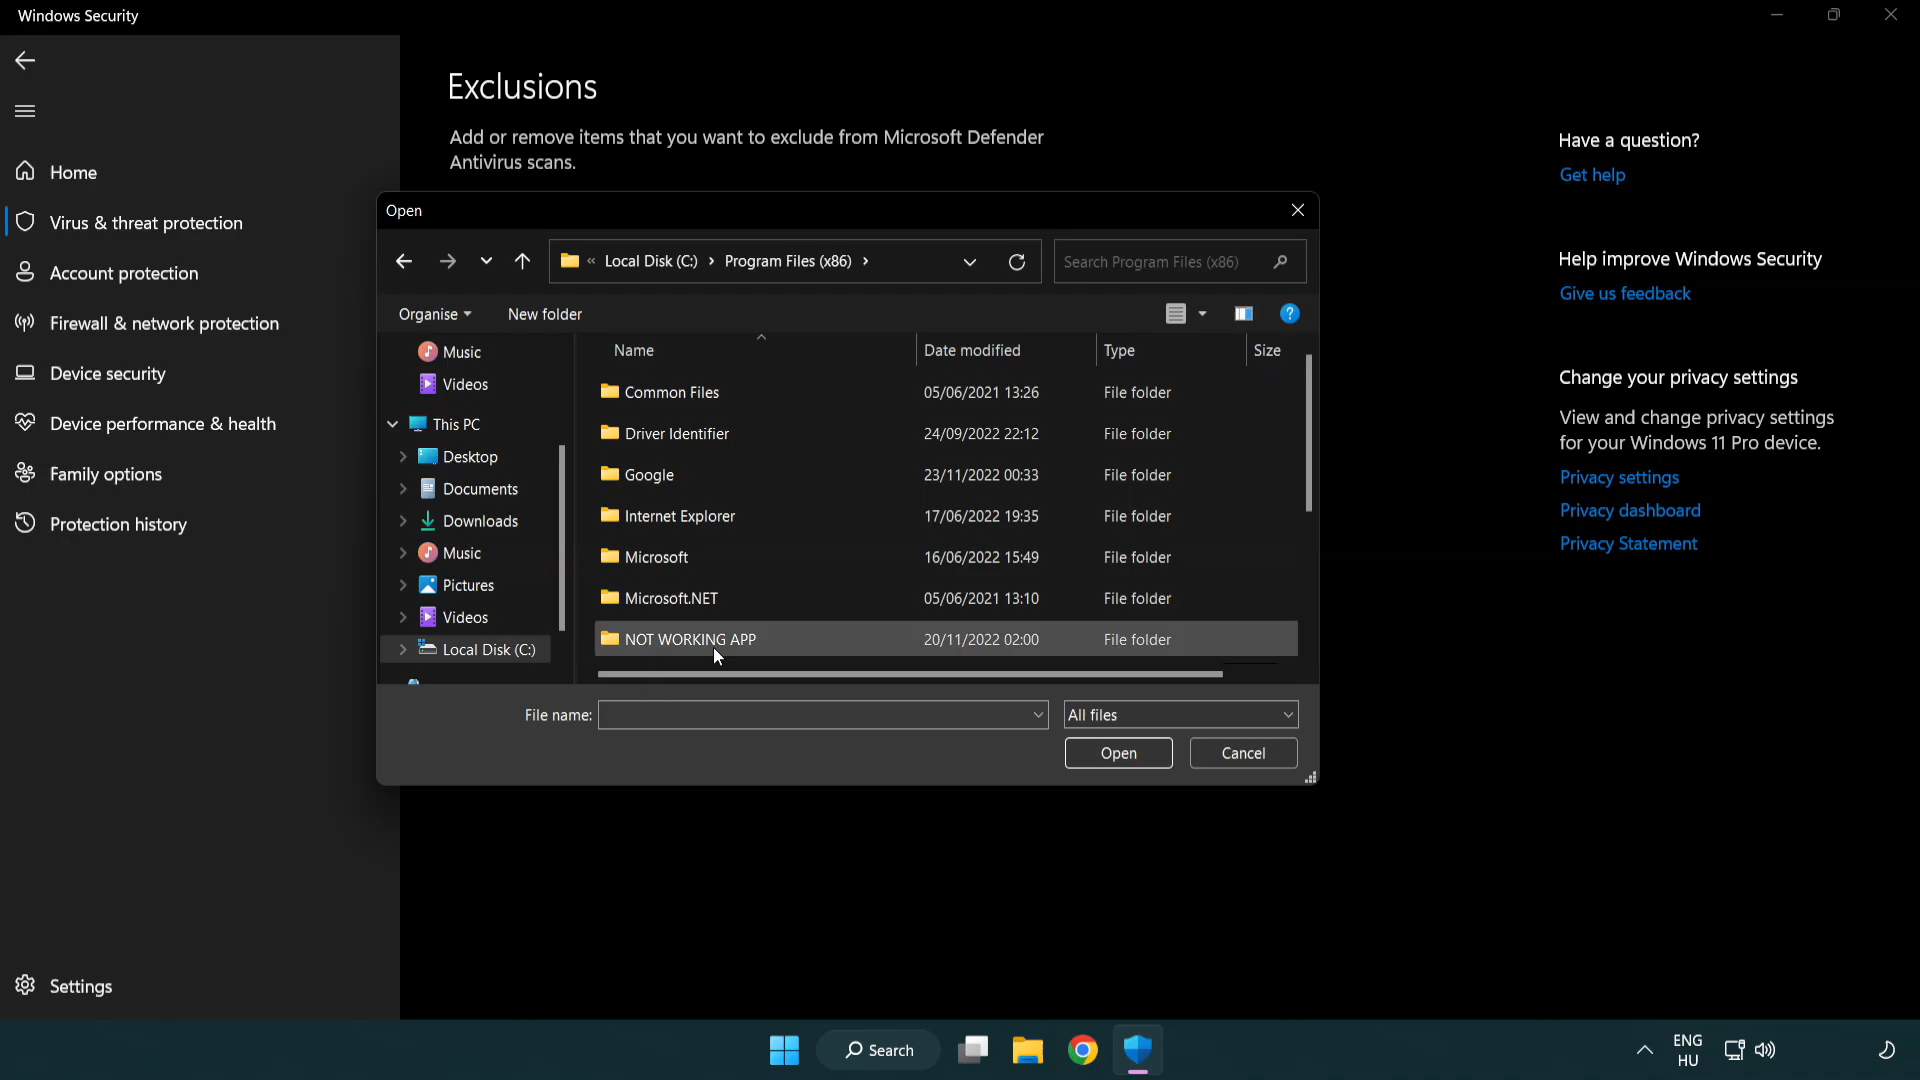 Windows Security
Home
Virus & threat protection
Account protection
Firewall & network protection
Device security
Device performance & health
Family options
Protection history
Settings
Exclusions
Add or remove items that you want to exclude from Microsoft Defender
Antivirus scans.
Have a question?
Get help
Help improve Windows Security
Give us feedback
Change your privacy settings
View and change privacy settings
for your Windows 11 Pro device.
Privacy settings
Privacy dashboard
Privacy Statement
Open
« Local Disk (C:) › Program Files (x86) ›
Search Program Files (x86)
Organise
New folder
Music
Videos
This PC
Desktop
Documents
Downloads
Music
Pictures
Videos
Local Disk (C:)
Name Date modified Type Size
Common Files 05/06/2021 13:26 File folder
Driver Identifier 24/09/2022 22:12 File folder
Google 23/11/2022 00:33 File folder
Internet Explorer 17/06/2022 19:35 File folder
Microsoft 16/06/2022 15:49 File folder
Microsoft.NET 05/06/2021 13:10 File folder
NOT WORKING APP 20/11/2022 02:00 File folder
File name:
All files
Open
Cancel
Search
ENG
HU